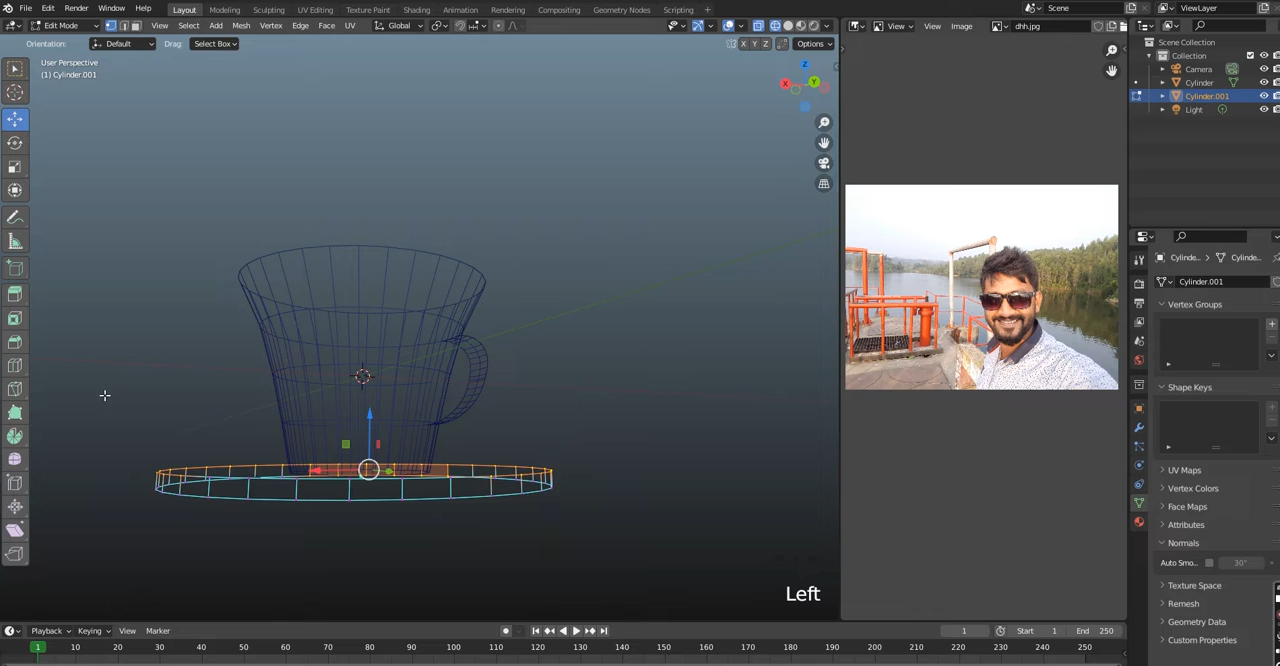 File Edit Render Window Help Layout Modeling Sculpting UV Editing Texture Paint Shading Animation Rendering Compositing Geometry Nodes Scripting + Scene ViewLayer
Edit Mode View Select Add Mesh Vertex Edge Face UV Global View View Image dhh.jpg
Orientation: Default Drag: Select Box X Y Z Options
User Perspective
(1) Cylinder.001
Z
X Y
Scene Collection
Collection
Camera
Cylinder
Cylinder.001
Light
Cylinde... Cylinde...
Cylinder.001
Vertex Groups
Shape Keys
UV Maps
Vertex Colors
Face Maps
Attributes
Normals
Auto Smo... 30°
Texture Space
Remesh
Geometry Data
Custom Properties
Left
Playback Keying View Marker 1 Start 1 End 250
1 10 20 30 40 50 60 70 80 90 100 110 120 130 140 150 160 170 180 190 200 210 220 230 240 250